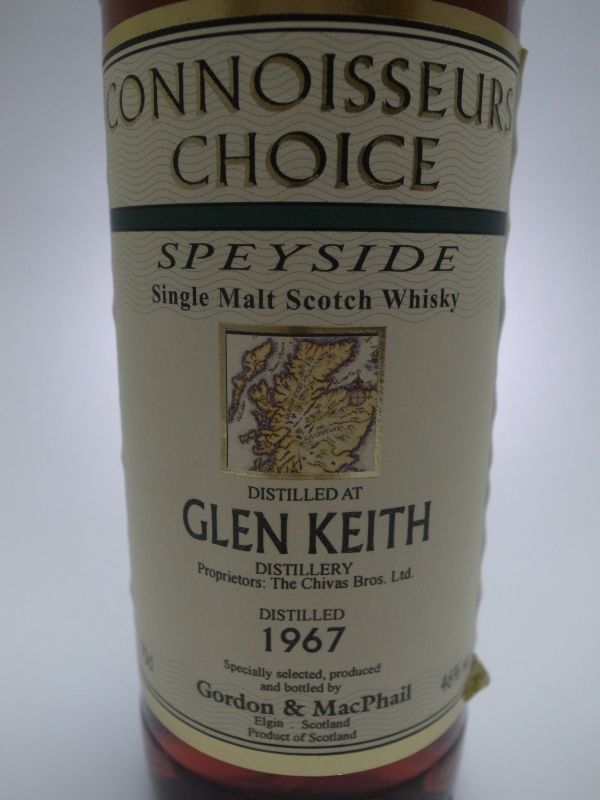 CONNOISSEURS
CHOICE
SPEYSIDE
Single Malt Scotch Whisky
DISTILLED AT
GLEN KEITH
DISTILLERY
Proprietors: The Chivas Bros. Ltd.
DISTILLED
1967
Specially selected, produced
and bottled by
Gordon & MacPhail
Elgin . Scotland
Product of Scotland